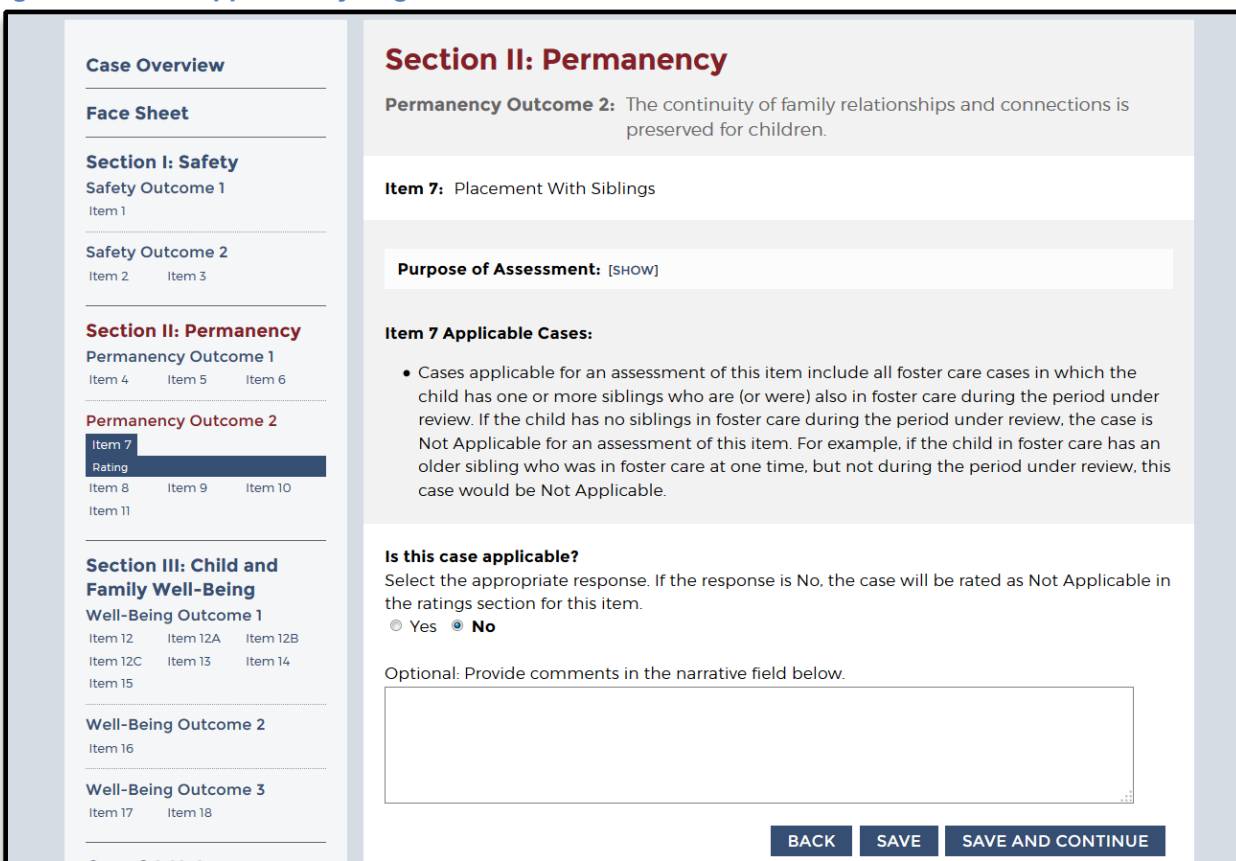 Case Overview
Face Sheet
Section I: Safety
Safety Outcome 1
Item 1
Safety Outcome 2
Item 2 Item 3
Section II: Permanency
Permanency Outcome 1
Item 4 Item 5 Item 6
Permanency Outcome 2
Item 7
Rating
Item 8 Item 9 Item 10
Item 11
Section III: Child and
Family Well-Being
Well-Being Outcome 1
Item 12 Item 12A Item 12B
Item 12C Item 13 Item 14
Item 15
Well-Being Outcome 2
Item 16
Well-Being Outcome 3
Item 17 Item 18
Section II: Permanency
Permanency Outcome 2: The continuity of family relationships and connections is
preserved for children.
Item 7: Placement With Siblings
Purpose of Assessment: [SHOW]
Item 7 Applicable Cases:
• Cases applicable for an assessment of this item include all foster care cases in which the
child has one or more siblings who are (or were) also in foster care during the period under
review. If the child has no siblings in foster care during the period under review, the case is
Not Applicable for an assessment of this item. For example, if the child in foster care has an
older sibling who was in foster care at one time, but not during the period under review, this
case would be Not Applicable.
Is this case applicable?
Select the appropriate response. If the response is No, the case will be rated as Not Applicable in
the ratings section for this item.
Yes No
Optional: Provide comments in the narrative field below.
BACK SAVE SAVE AND CONTINUE